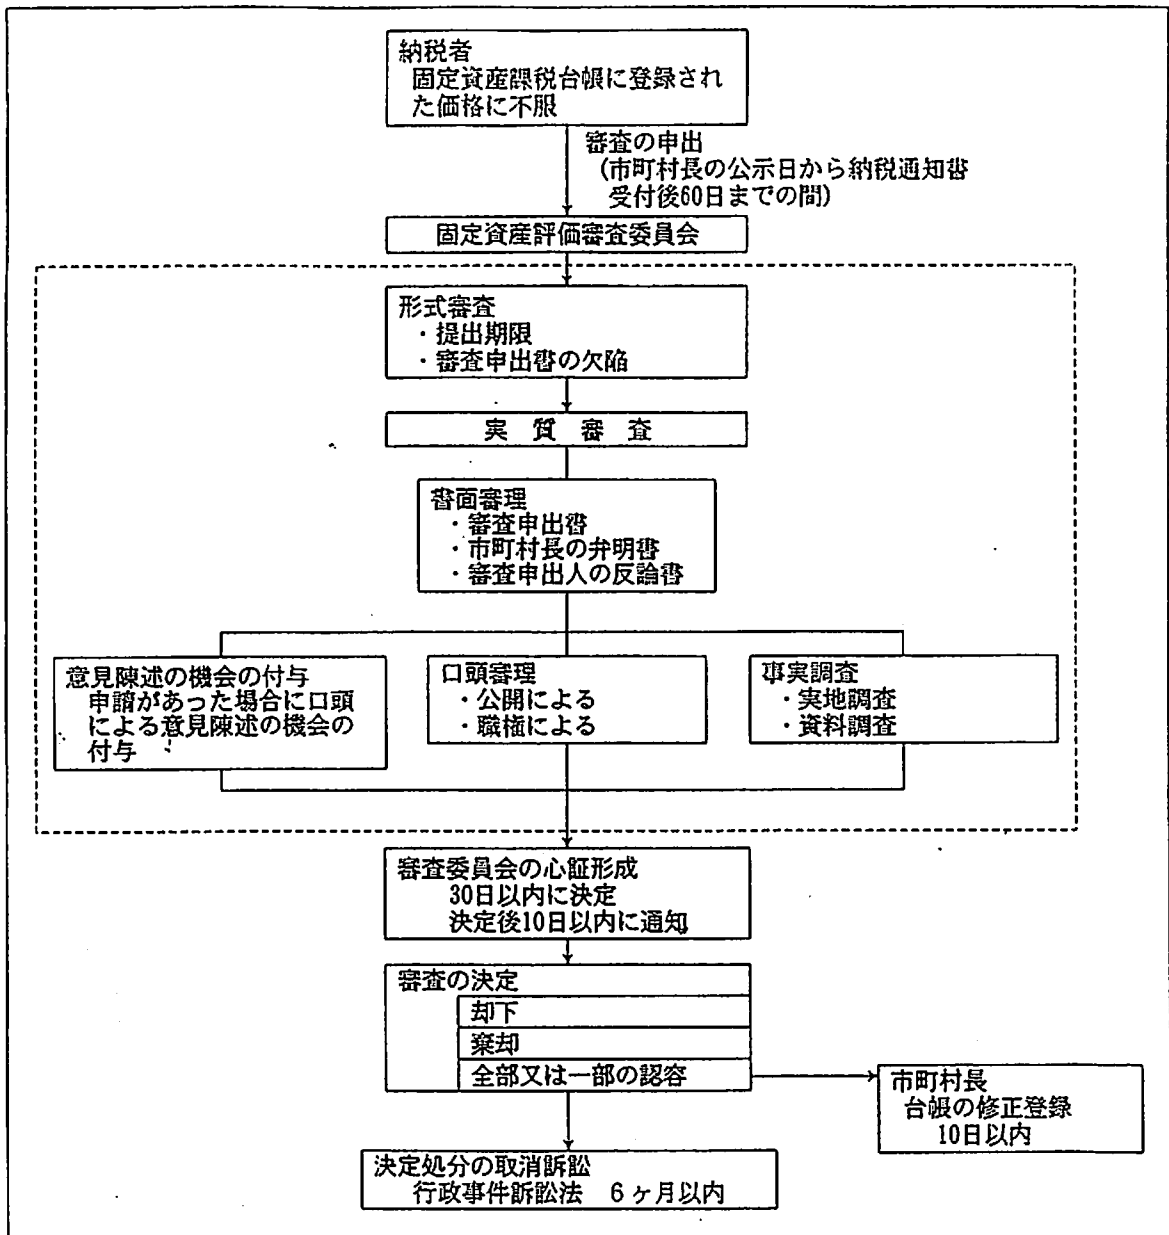 納税者
固定資産課税台帳に登録され
た価格に不服
審査の申出
(市町村長の公示日から納税通知書
受付後60日までの間)
固定資産評価審査委員会
形式審査
・提出期限
・審査申出書の欠陥
実質審査
書面審理
・審査申出書
・市町村長の弁明書
・審査申出人の反論書
意見陳述の機会の付与
申請があった場合に口頭
による意見陳述の機会の
付与
口頭審理
・公開による
・職権による
事実調査
・実地調査
・資料調査
審査委員会の心証形成
30日以内に決定
決定後10日以内に通知
審査の決定
却下
棄却
全部又は一部の認容
市町村長
台帳の修正登録
10日以内
決定処分の取消訴訟
行政事件訴訟法 6ヶ月以内